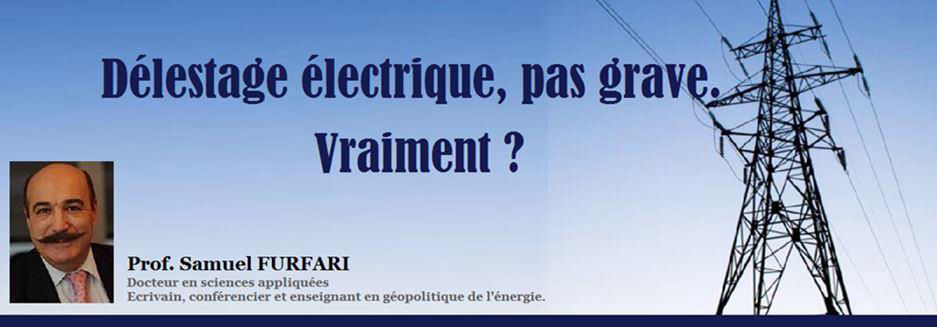 Délestage électrique, pas grave.
Vraiment ?
Prof. Samuel FURFARI
Docteur en sciences appliquées
Ecrivain, conférencier et enseignant en géopolitique de l'énergie.